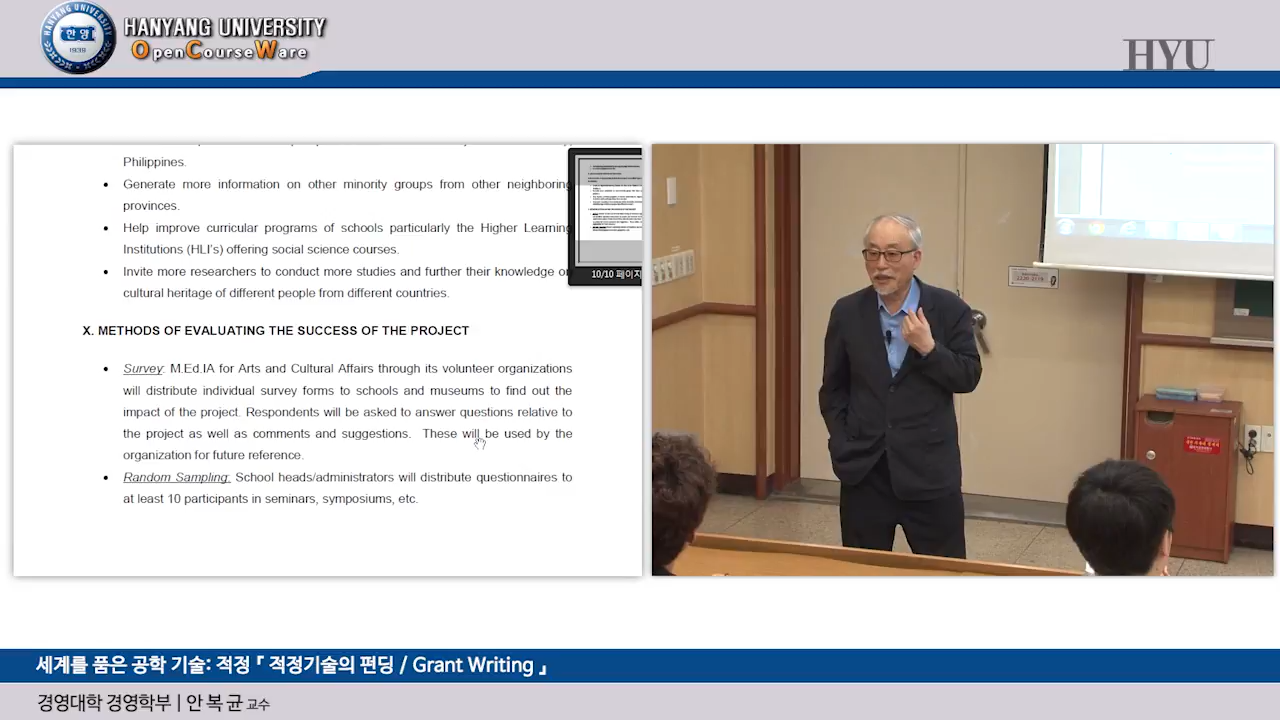 HANYANG UNIVERSITY
OpenCourseWare
HANYANG UNIVERSITY
한양
1939
HYU
Philippines.
• Generate more information on other minority groups from other neighboring
provinces.
• Help improve curricular programs of schools particularly the Higher Learning
Institutions (HLI's) offering social science courses.
• Invite more researchers to conduct more studies and further their knowledge on
cultural heritage of different people from different countries.
10/10 페이지
X. METHODS OF EVALUATING THE SUCCESS OF THE PROJECT
• Survey: M.Ed.IA for Arts and Cultural Affairs through its volunteer organizations
will distribute individual survey forms to schools and museums to find out the
impact of the project. Respondents will be asked to answer questions relative to
the project as well as comments and suggestions. These will be used by the
organization for future reference.
• Random Sampling: School heads/administrators will distribute questionnaires to
at least 10 participants in seminars, symposiums, etc.
세계를 품은 공학 기술: 적정 『 적정기술의 펀딩 / Grant Writing 』
경영대학 경영학부 | 안 복 균 교수